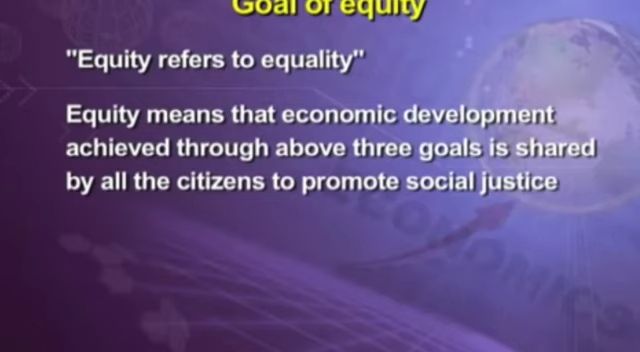 Goal of equity
"Equity refers to equality"
Equity means that economic development
achieved through above three goals is shared
by all the citizens to promote social justice
ECONOMICS